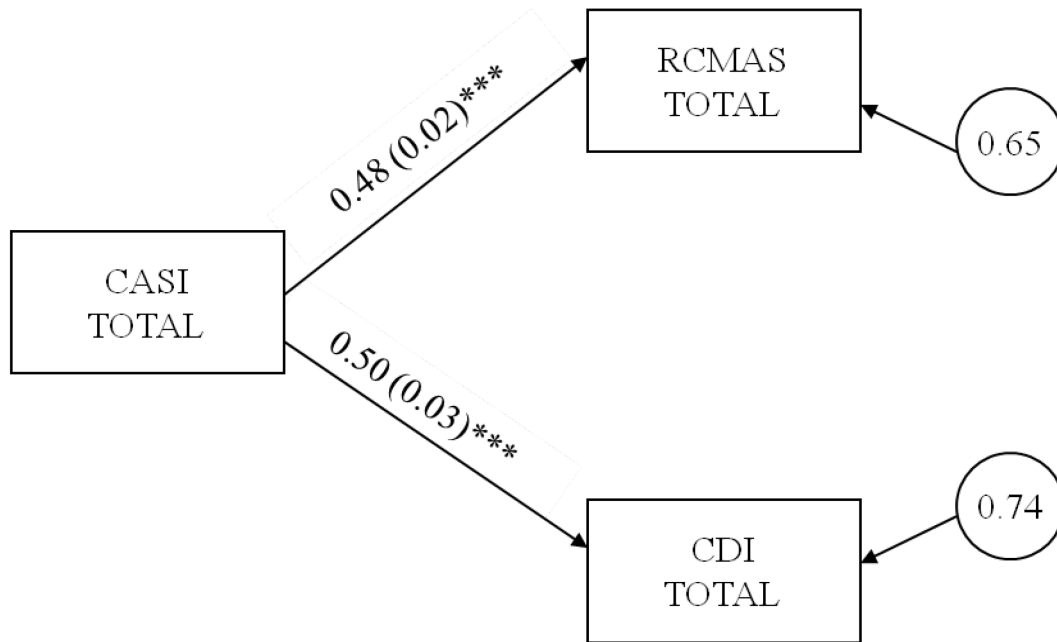 RCMAS
TOTAL
0.48 (0.02)***
0.65
CASI
TOTAL
0.50 (0.03)***
0.74
CDI
TOTAL